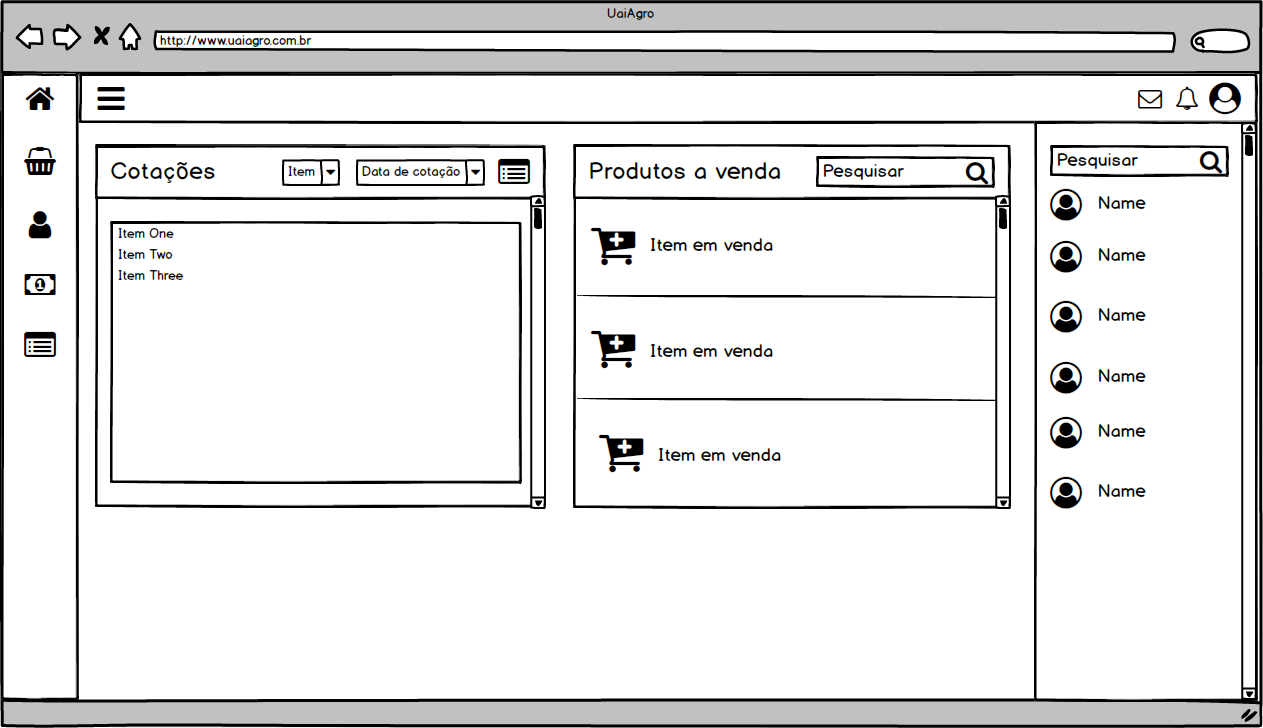 UaiAgro
http://www.uaiagro.com.br
Cotações
Item
Data de cotação
Item One
Item Two
Item Three
Produtos a venda
Pesquisar
Item em venda
Item em venda
Item em venda
Pesquisar
Name
Name
Name
Name
Name
Name
1